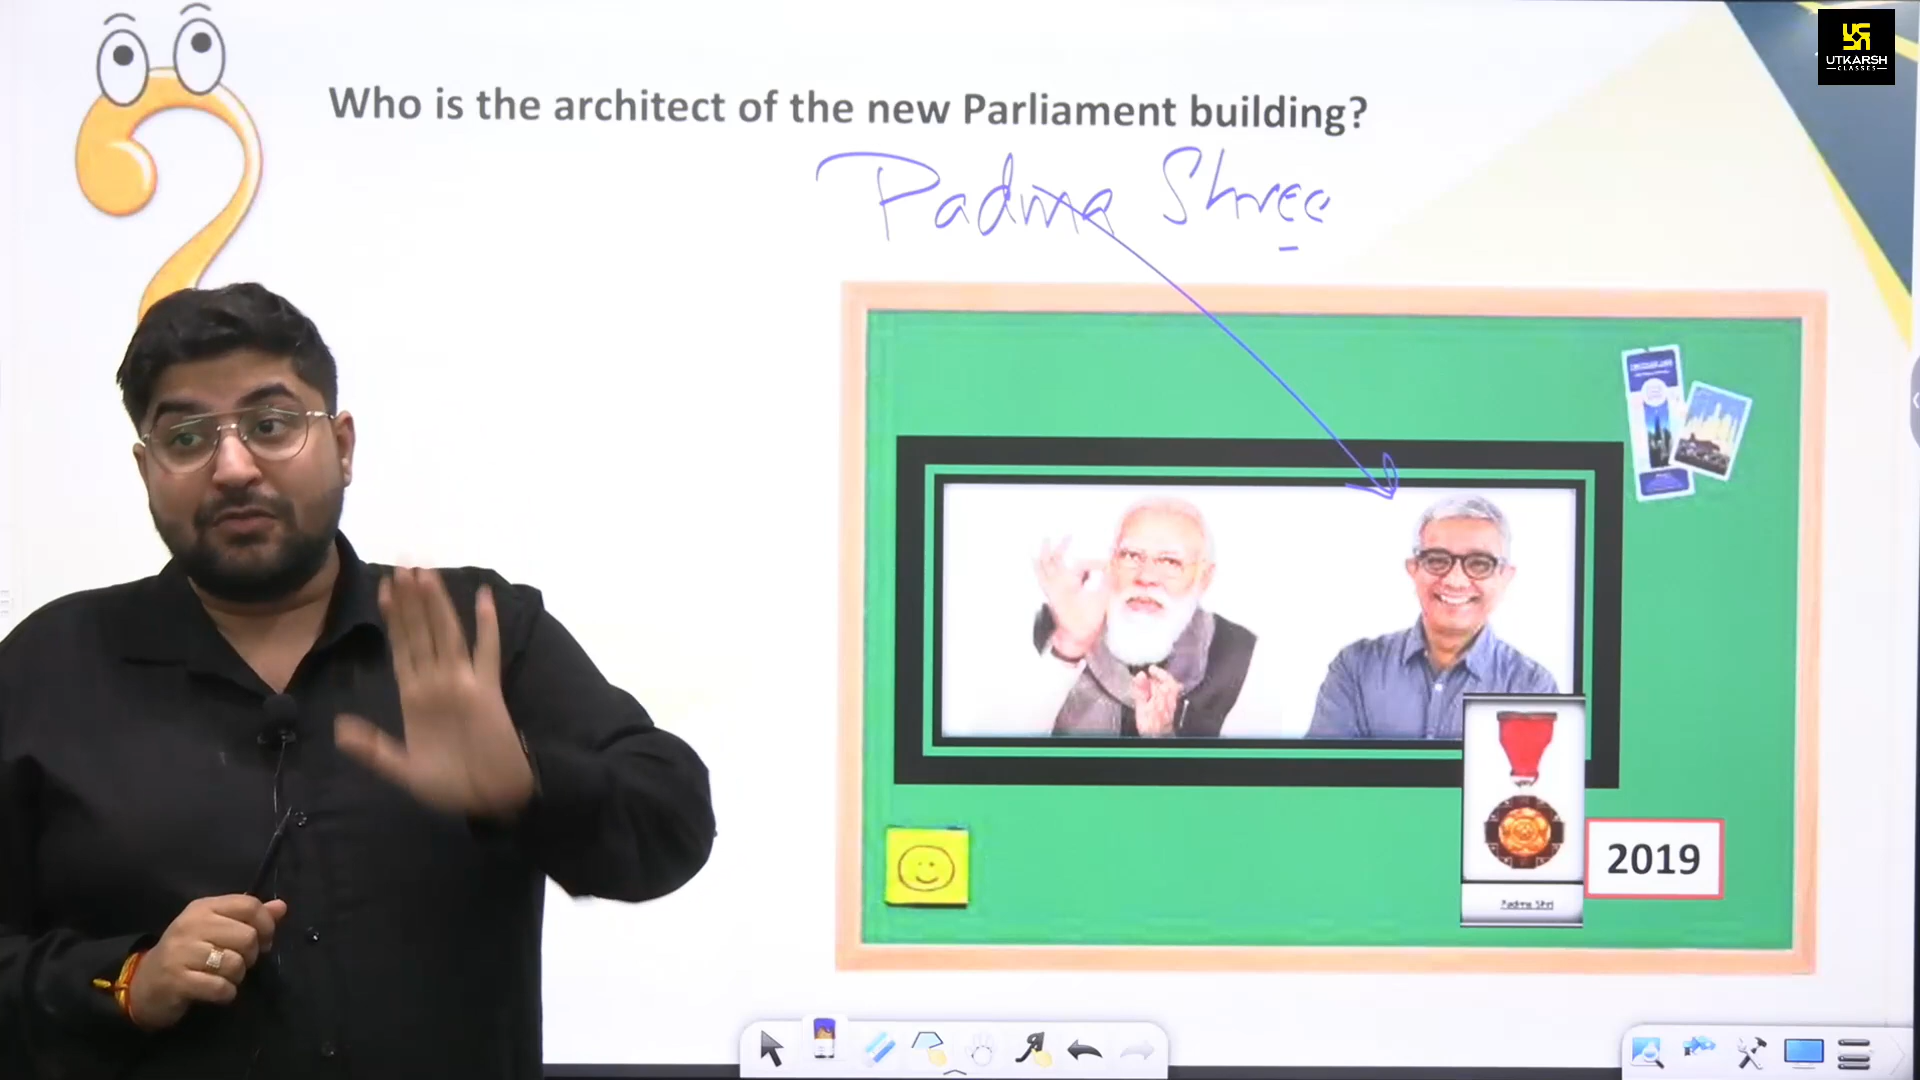 UTKARSH
CLASSES
Who is the architect of the new Parliament building?
Padma Shree
2019
Padma Shri